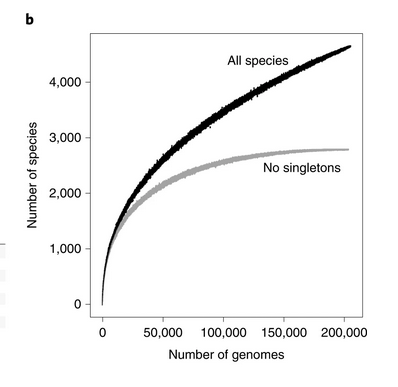 b
All species
4,000
3,000
No singletons
2,000
1,000
0
Number of species
0 50,000 100,000 150,000 200,000
Number of genomes